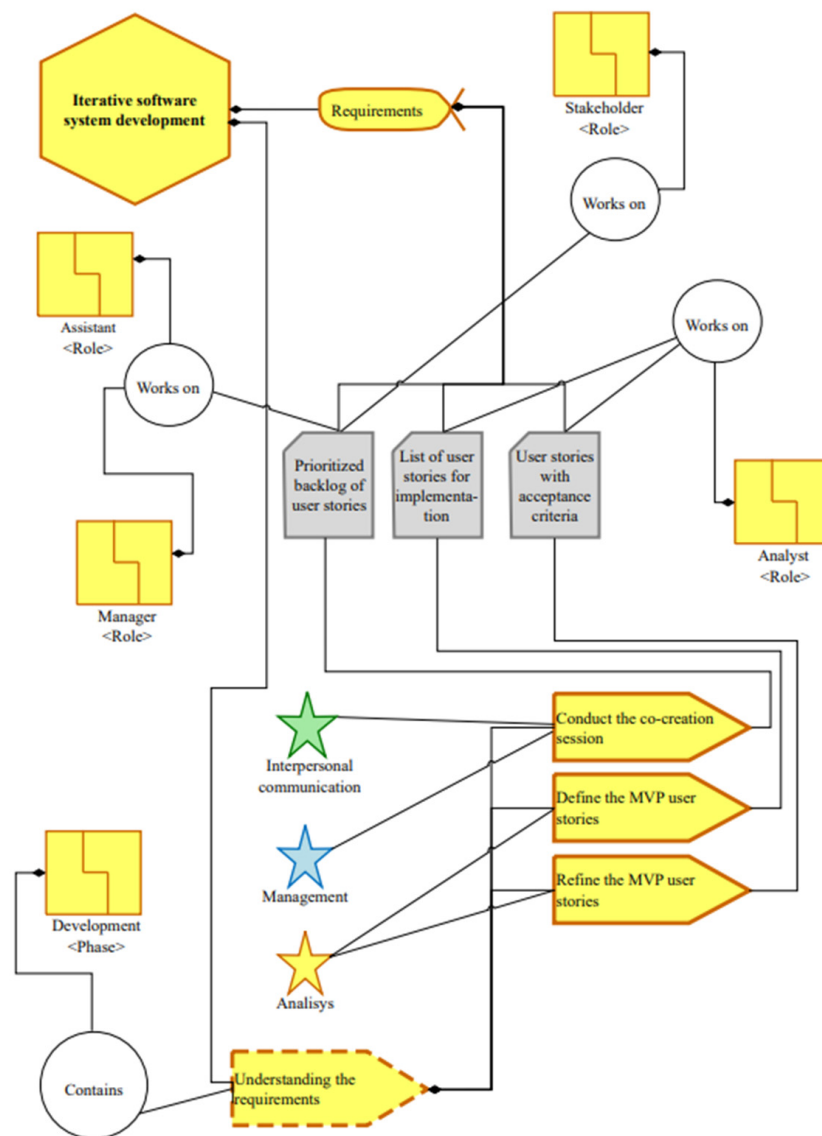 Iterative software
system development
Requirements
Stakeholder
<Role>
Works on
Assistant
<Role>
Works on
Works on
Prioritized
backlog of
user stories
List of user
stories for
implementa-
tion
User stories
with
acceptance
criteria
Analyst
<Role>
Manager
<Role>
Interpersonal
communication
Conduct the co-creation
session
Define the MVP user
stories
Management
Refine the MVP user
stories
Development
<Phase>
Analisys
Contains
Understanding the
requirements